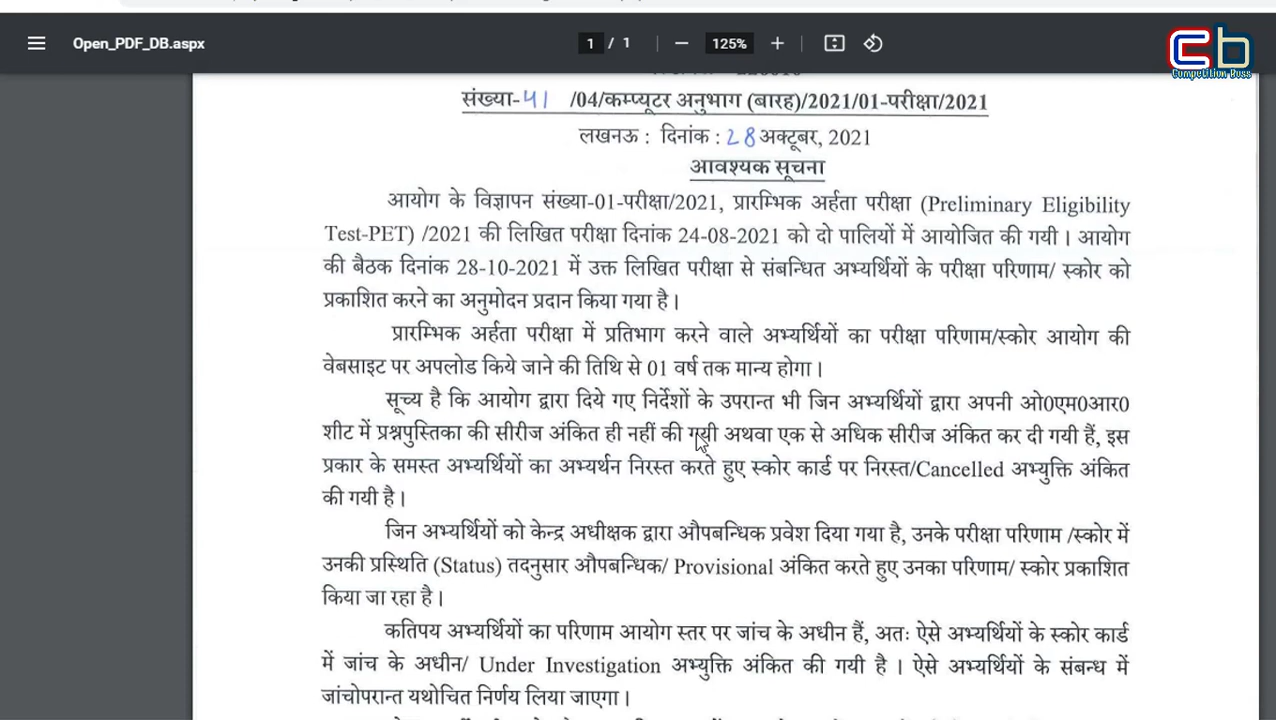 Open_PDF_DB.aspx
1 / 1
125%
Cb
Competition Boss
संख्या-41 /04/कम्प्यूटर अनुभाग (बारह)/2021/01-परीक्षा/2021
लखनऊ : दिनांक : 28 अक्टूबर, 2021
आवश्यक सूचना
आयोग के विज्ञापन संख्या-01-परीक्षा/2021, प्रारम्भिक अर्हता परीक्षा (Preliminary Eligibility
Test-PET) /2021 की लिखित परीक्षा दिनांक 24-08-2021 को दो पालियों में आयोजित की गयी। आयोग
की बैठक दिनांक 28-10-2021 में उक्त लिखित परीक्षा से संबन्धित अभ्यर्थियों के परीक्षा परिणाम/ स्कोर को
प्रकाशित करने का अनुमोदन प्रदान किया गया है।
प्रारम्भिक अर्हता परीक्षा में प्रतिभाग करने वाले अभ्यर्थियों का परीक्षा परिणाम/स्कोर आयोग की
वेबसाइट पर अपलोड किये जाने की तिथि से 01 वर्ष तक मान्य होगा।
सूच्य है कि आयोग द्वारा दिये गए निर्देशों के उपरान्त भी जिन अभ्यर्थियों द्वारा अपनी ओ0एम0आर0
शीट में प्रश्नपुस्तिका की सीरीज अंकित ही नहीं की गयी अथवा एक से अधिक सीरीज अंकित कर दी गयी हैं, इस
प्रकार के समस्त अभ्यर्थियों का अभ्यर्थन निरस्त करते हुए स्कोर कार्ड पर निरस्त/Cancelled अभ्युक्ति अंकित
की गयी है।
जिन अभ्यर्थियों को केन्द्र अधीक्षक द्वारा औपबन्धिक प्रवेश दिया गया है, उनके परीक्षा परिणाम /स्कोर में
उनकी प्रस्थिति (Status) तदनुसार औपबन्धिक/ Provisional अंकित करते हुए उनका परिणाम/ स्कोर प्रकाशित
किया जा रहा है।
कतिपय अभ्यर्थियों का परिणाम आयोग स्तर पर जांच के अधीन हैं, अतः ऐसे अभ्यर्थियों के स्कोर कार्ड
में जांच के अधीन/ Under Investigation अभ्युक्ति अंकित की गयी है । ऐसे अभ्यर्थियों के संबन्ध में
जांचोपरान्त यथोचित निर्णय लिया जाएगा।